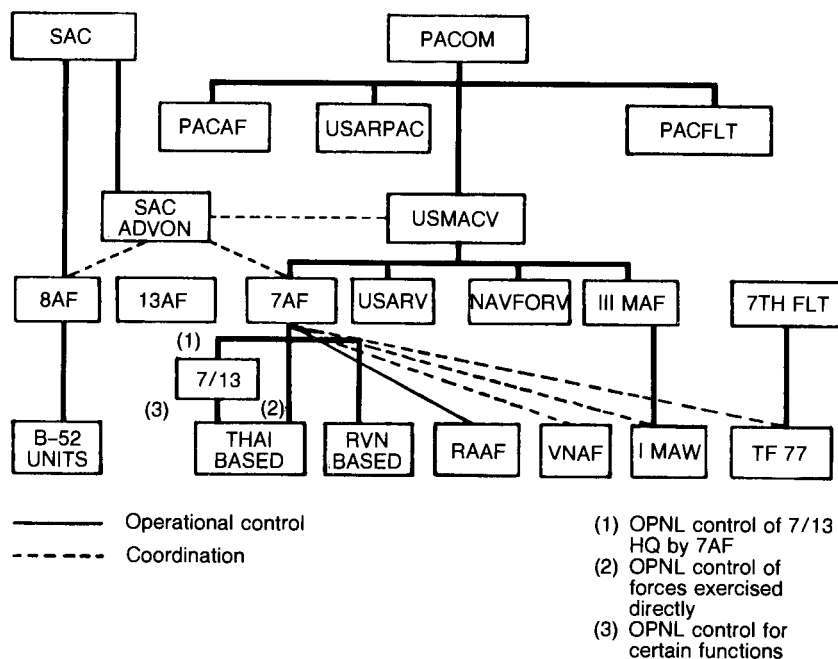 SAC
PACOM
PACAF
USARPAC
PACFLT
SAC
ADVON
USMACV
8AF
13AF
7AF
USARV
NAVFORV
III MAF
7TH FLT
(1)
7/13
(3)
(2)
B–52
UNITS
THAI
BASED
RVN
BASED
RAAF
VNAF
I MAW
TF 77
Operational control
Coordination
(1) OPNL control of 7/13
HQ by 7AF
(2) OPNL control of
forces exercised
directly
(3) OPNL control for
certain functions